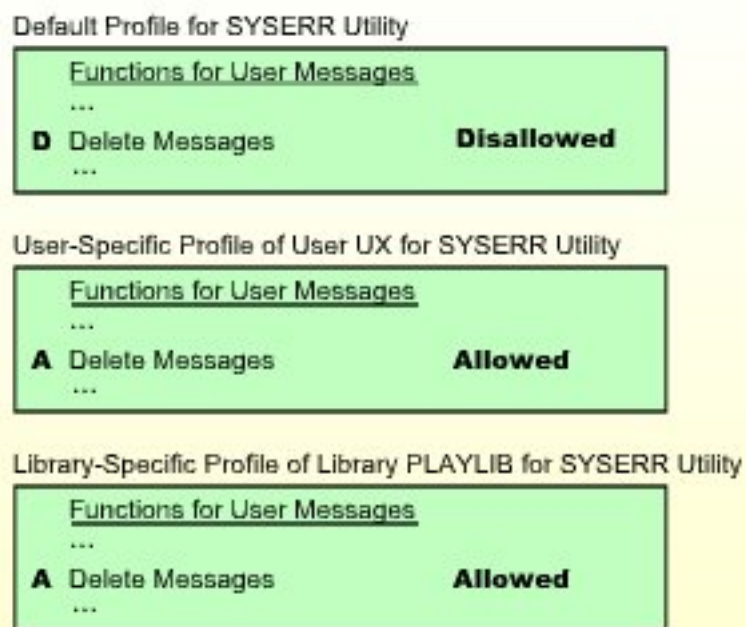 Default Profile for SYSERR Utility
Functions for User Messages
...
D Delete Messages Disallowed
...
User-Specific Profile of User UX for SYSERR Utility
Functions for User Messages
...
A Delete Messages Allowed
...
Library-Specific Profile of Library PLAYLIB for SYSERR Utility
Functions for User Messages
...
A Delete Messages Allowed
...